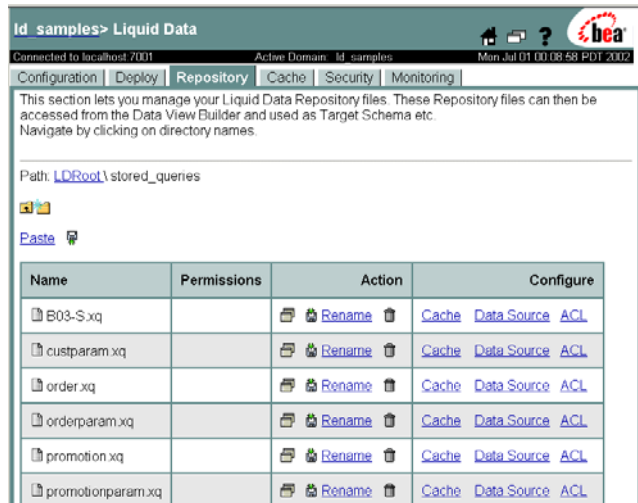 ld_samples> Liquid Data
?
bea
Connected to localhost:7001 Active Domain: ld_samples Mon Jul 01 00:08:58 PDT 2002
Configuration Deploy Repository Cache Security Monitoring
This section lets you manage your Liquid Data Repository files. These Repository files can then be
accessed from the Data View Builder and used as Target Schema etc.
Navigate by clicking on directory names.
Path: LDRoot \ stored_queries
Paste
Name Permissions Action Configure
B03-S.xq Rename Cache Data Source ACL
custparam.xq Rename Cache Data Source ACL
order.xq Rename Cache Data Source ACL
orderparam.xq Rename Cache Data Source ACL
promotion.xq Rename Cache Data Source ACL
promotionparam.xq Rename Cache Data Source ACL